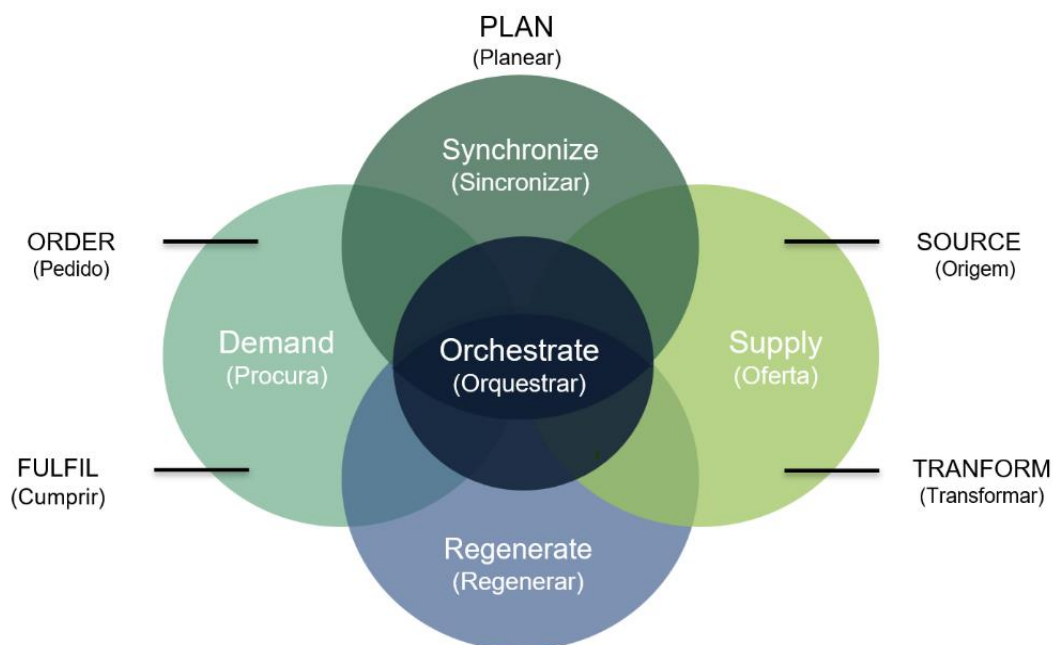 PLAN
(Planear)
Synchronize
(Sincronizar)
ORDER
(Pedido)
SOURCE
(Origem)
Demand
(Procura)
Orchestrate
(Orquestrar)
Supply
(Oferta)
FULFIL
(Cumprir)
TRANFORM
(Transformar)
Regenerate
(Regenerar)